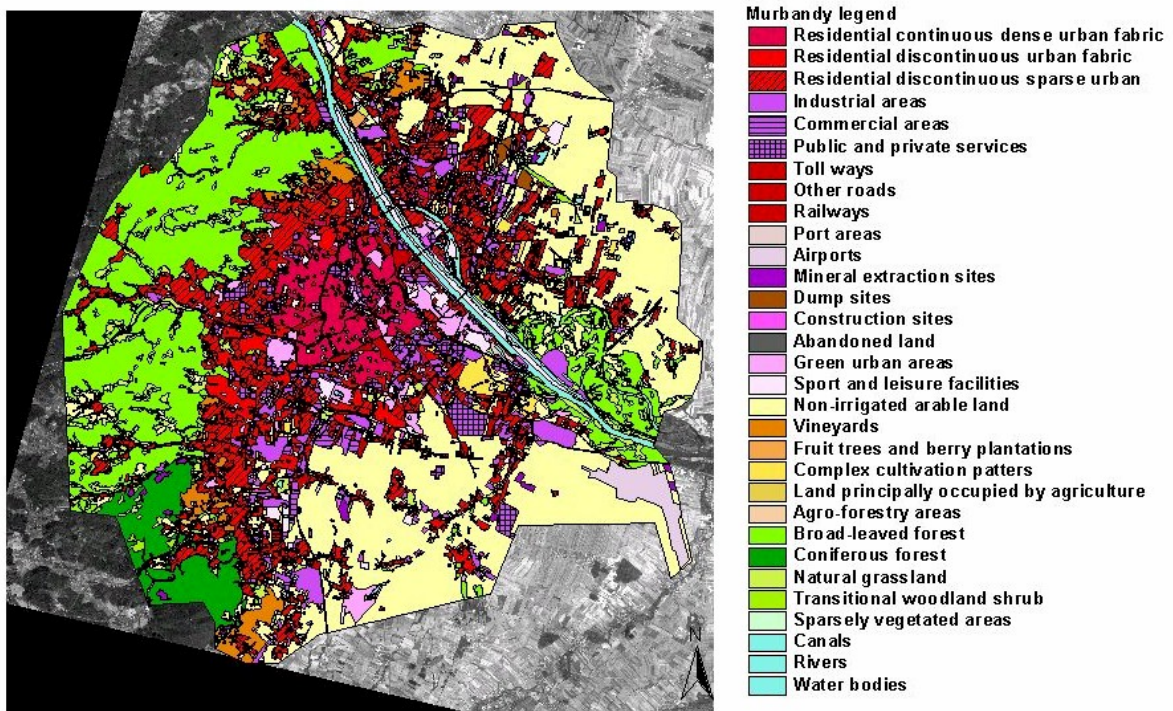 Murbandy legend
Residential continuous dense urban fabric
Residential discontinuous urban fabric
Residential discontinuous sparse urban
Industrial areas
Commercial areas
Public and private services
Toll ways
Other roads
Railways
Port areas
Airports
Mineral extraction sites
Dump sites
Construction sites
Abandoned land
Green urban areas
Sport and leisure facilities
Non-irrigated arable land
Vineyards
Fruit trees and berry plantations
Complex cultivation patters
Land principally occupied by agriculture
Agro-forestry areas
Broad-leaved forest
Coniferous forest
Natural grassland
Transitional woodland shrub
Sparsely vegetated areas
Canals
Rivers
Water bodies
N